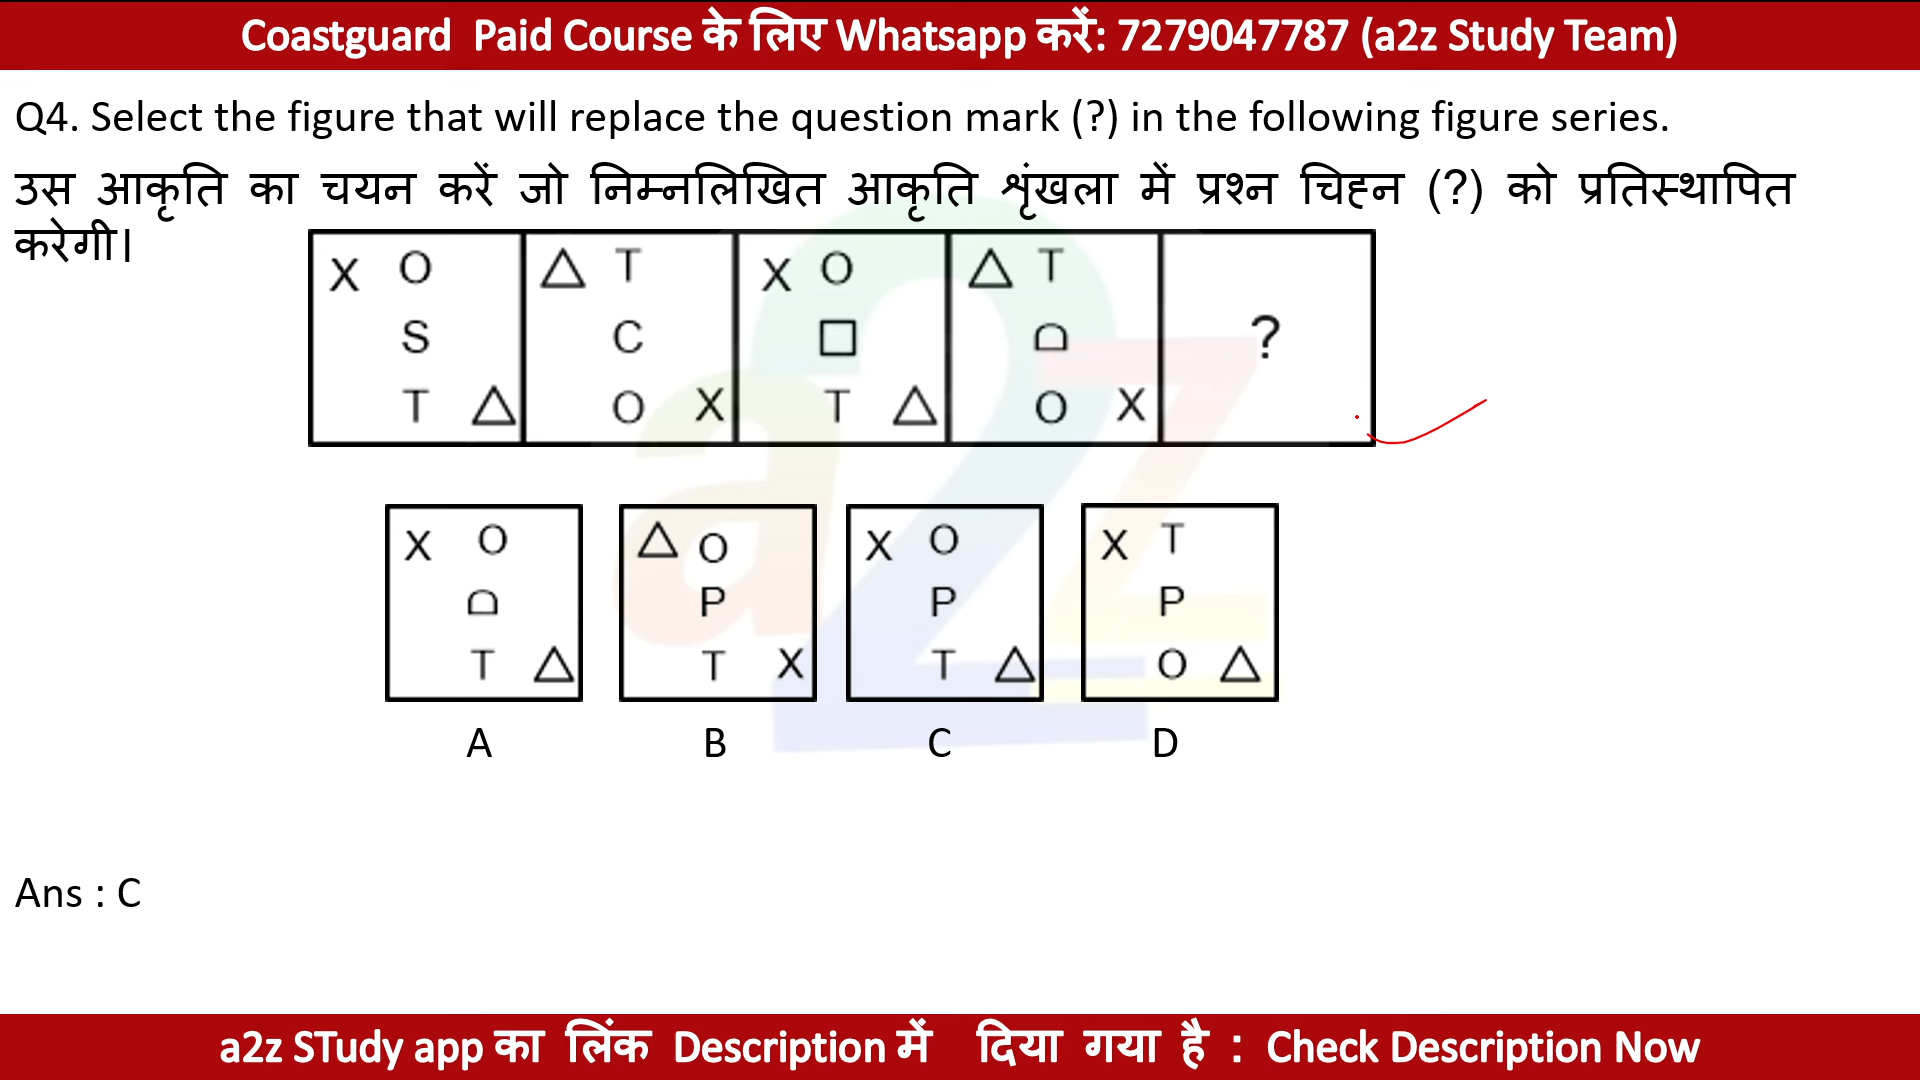 Coastguard Paid Course के लिए Whatsapp करें: 7279047787 (a2z Study Team)
Q4. Select the figure that will replace the question mark (?) in the following figure series.
उस आकृति का चयन करें जो निम्नलिखित आकृति शृंखला में प्रश्न चिह्न (?) को प्रतिस्थापित
करेगी।
X O △ T X O △ T
S C □ D ?
T △ O X T △ O X
X O △ O X O X T
D P P P
T △ T X T △ O △
A B C D
Ans : C
a2z STudy app का लिंक Description में दिया गया है : Check Description Now
a2z